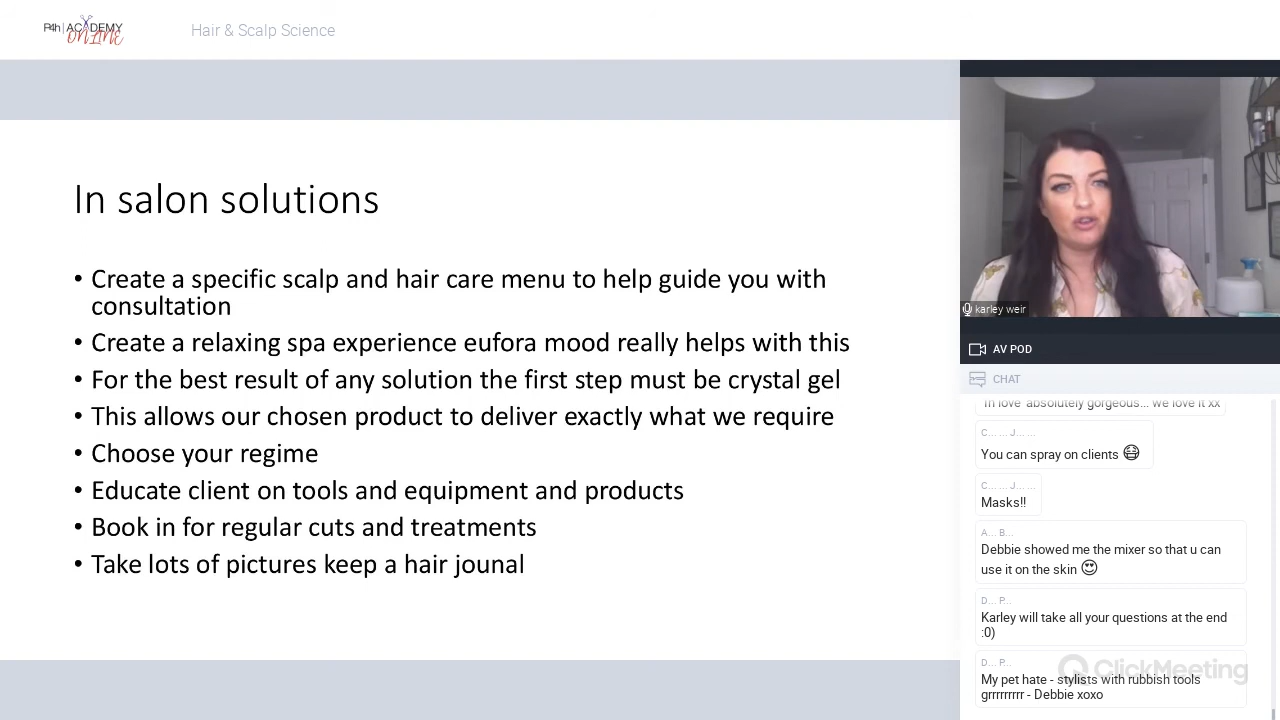 P4h | ACADEMY
ONLINE
Hair & Scalp Science
In salon solutions
• Create a specific scalp and hair care menu to help guide you with
consultation
• Create a relaxing spa experience eufora mood really helps with this
• For the best result of any solution the first step must be crystal gel
• This allows our chosen product to deliver exactly what we require
• Choose your regime
• Educate client on tools and equipment and products
• Book in for regular cuts and treatments
• Take lots of pictures keep a hair jounal
karley weir
AV POD
CHAT
'In love' absolutely gorgeous... we love it xx
C... ... J... ...
You can spray on clients 😷
C... ... J... ...
Masks!!
A... B...
Debbie showed me the mixer so that u can
use it on the skin 😍
D... P...
Karley will take all your questions at the end
:0)
D... P...
My pet hate - stylists with rubbish tools
grrrrrrrrr - Debbie xoxo
ClickMeeting